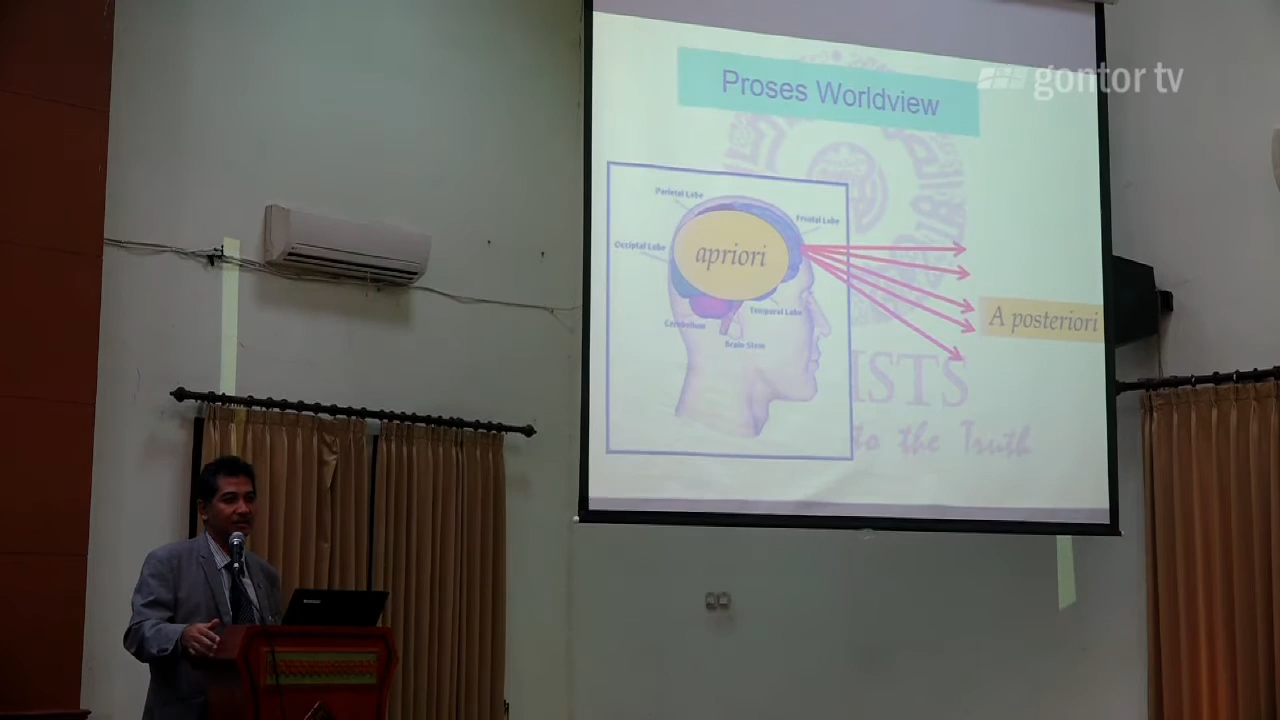 gontor tv
Proses Worldview
Parietal Lobe
Frontal Lobe
Occipital Lobe
apriori
Temporal Lobe
Cerebellum
Brain Stem
A posteriori
ISTS
to the Truth